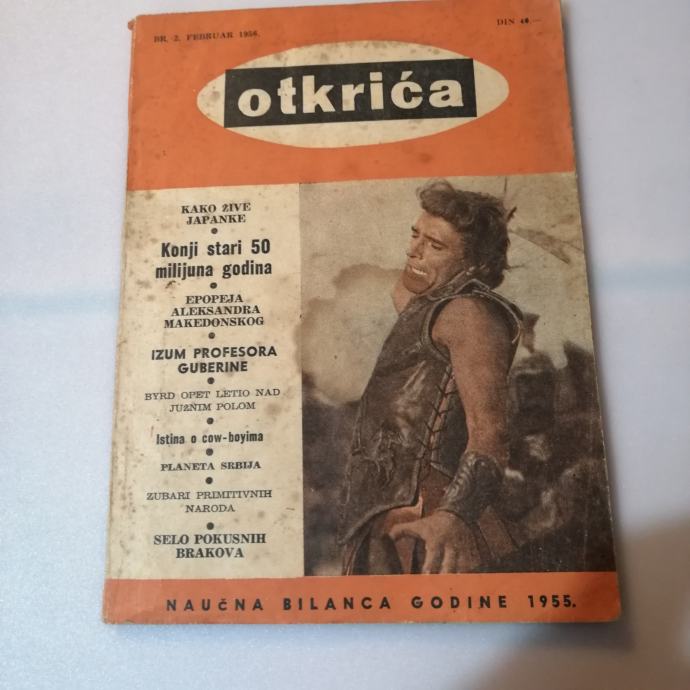 BR. 2. FEBRUAR 1956.
DIN 40.—
otkrića
KAKO ŽIVE
JAPANKE
Konji stari 50
milijuna godina
EPOPEJA
ALEKSANDRA
MAKEDONSKOG
IZUM PROFESORA
GUBERINE
BYRD OPET LETIO NAD
JUŽNIM POLOM
Istina o cow-boyima
PLANETA SRBIJA
ZUBARI PRIMITIVNIH
NARODA
SELO POKUSNIH
BRAKOVA
NAUČNA BILANCA GODINE 1955.